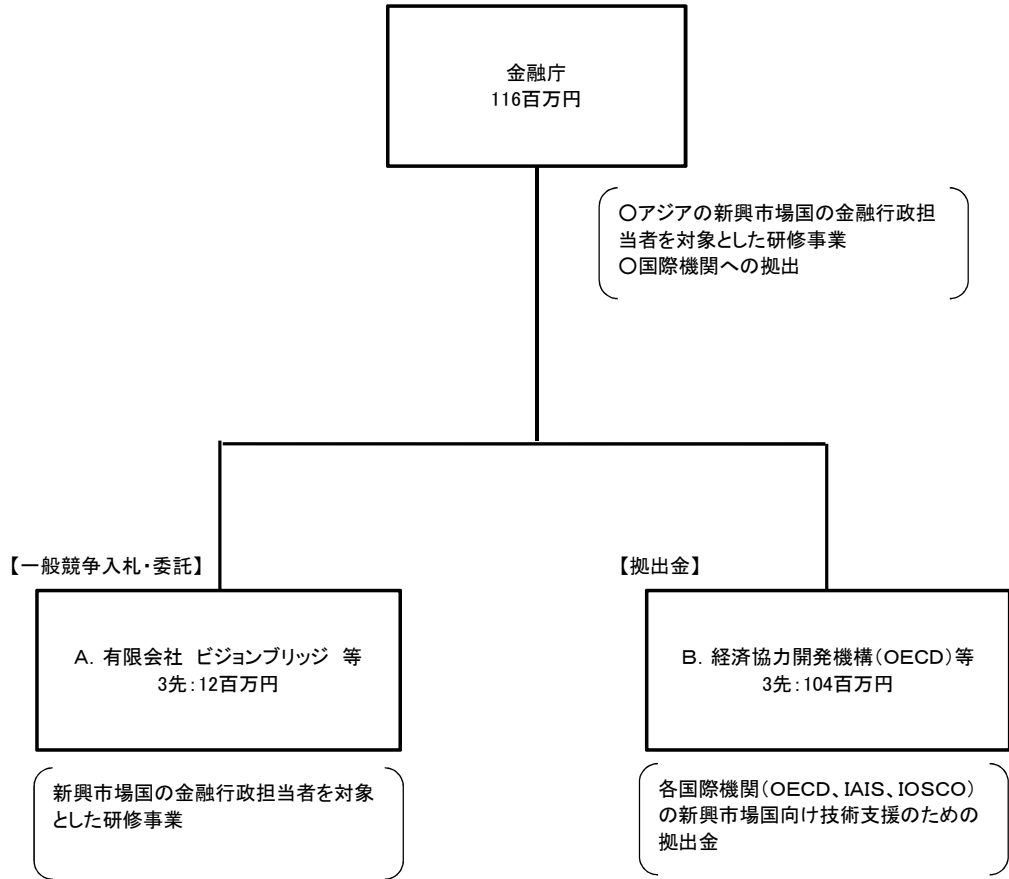 金融庁
116百万円
○アジアの新興市場国の金融行政担
当者を対象とした研修事業
○国際機関への拠出
【一般競争入札・委託】
【拠出金】
A．有限会社　ビジョンブリッジ　等
3先：12百万円
B．経済協力開発機構（OECD）等
3先：104百万円
新興市場国の金融行政担当者を対象
とした研修事業
各国際機関（OECD、IAIS、IOSCO）
の新興市場国向け技術支援のための
拠出金